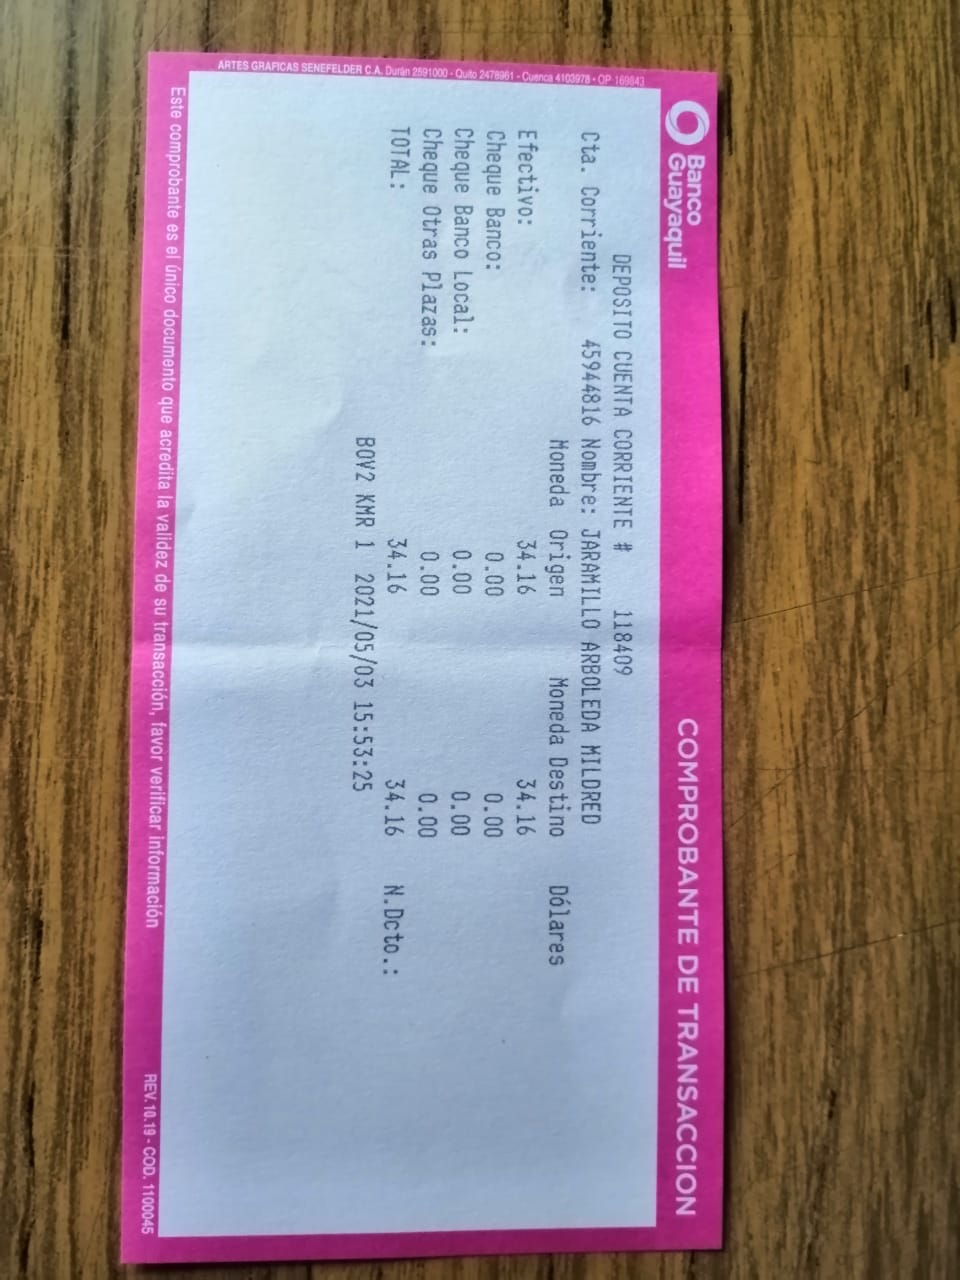 Banco
Guayaquil
COMPROBANTE DE TRANSACCION
DEPOSITO CUENTA CORRIENTE # 118409
Cta. Corriente: 45944816 Nombre: JARAMILLO ARBOLEDA MILDRED
Moneda Origen Moneda Destino Dólares
Efectivo: 34.16 34.16
Cheque Banco: 0.00 0.00
Cheque Banco Local: 0.00 0.00
Cheque Otras Plazas: 0.00 0.00
TOTAL: 34.16 34.16 N.Dcto.:
BOV2 KMR 1 2021/05/03 15:53:25
Este comprobante es el único documento que acredita la validez de su transacción, favor verificar información
REV.10.19 - COD. 1100045
ARTES GRAFICAS SENEFELDER C.A. Durán 2591000 - Quito 2478961 - Cuenca 4103978 - OP-169843